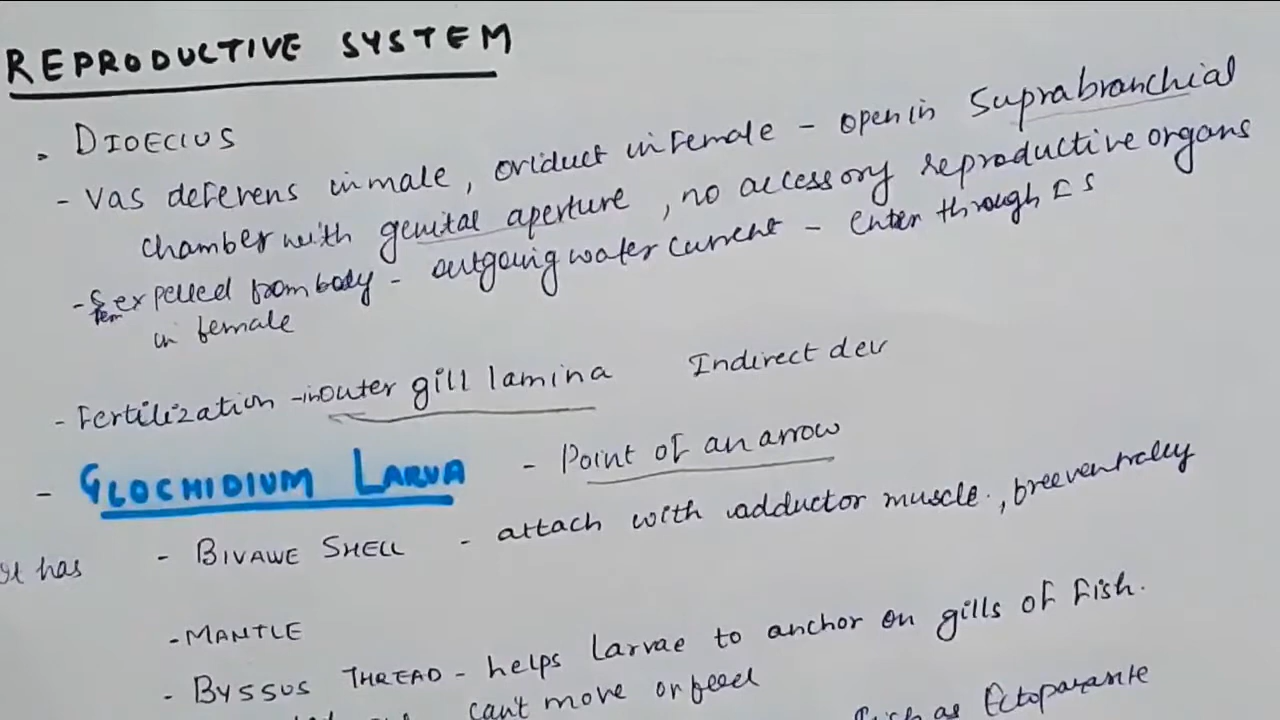 REPRODUCTIVE SYSTEM
. DIOECIUS
- Vas deferens in male, oviduct in female - open in Suprabranchial
chamber with genital aperture, no accessory reproductive organs
- Sperm expelled from body - outgoing water current - enter through I S
in female
- Fertilization - in outer gill lamina Indirect dev
- GLOCHIDIUM LARVA - Point of an arrow
It has - BIVALVE SHELL - attach with adductor muscle, free ventrally
- MANTLE
- BYSSUS THREAD - helps larvae to anchor on gills of fish.
can't move or feed
as Ectoparasite